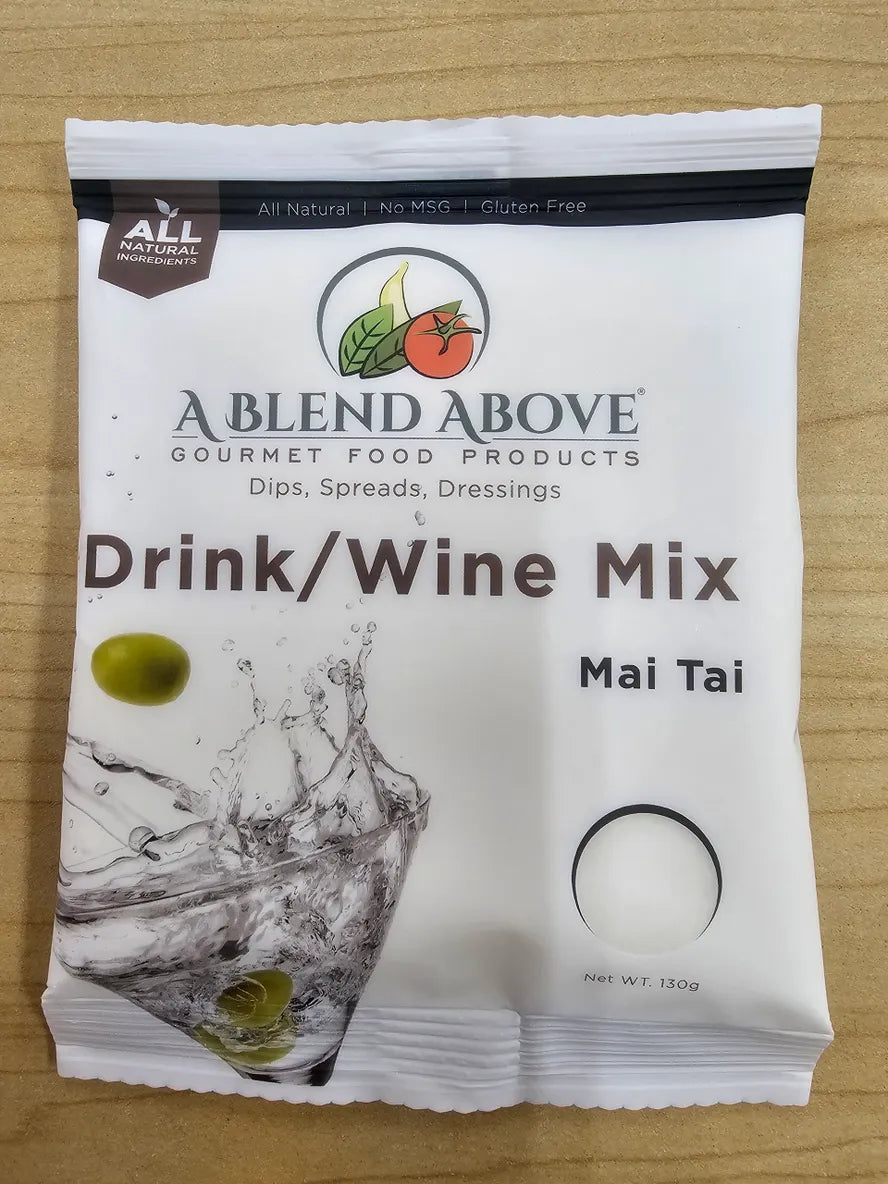 All Natural | No MSG | Gluten Free
ALL
NATURAL
INGREDIENTS
A BLEND ABOVE®
GOURMET FOOD PRODUCTS
Dips, Spreads, Dressings
Drink/Wine Mix
Mai Tai
Net WT. 130g